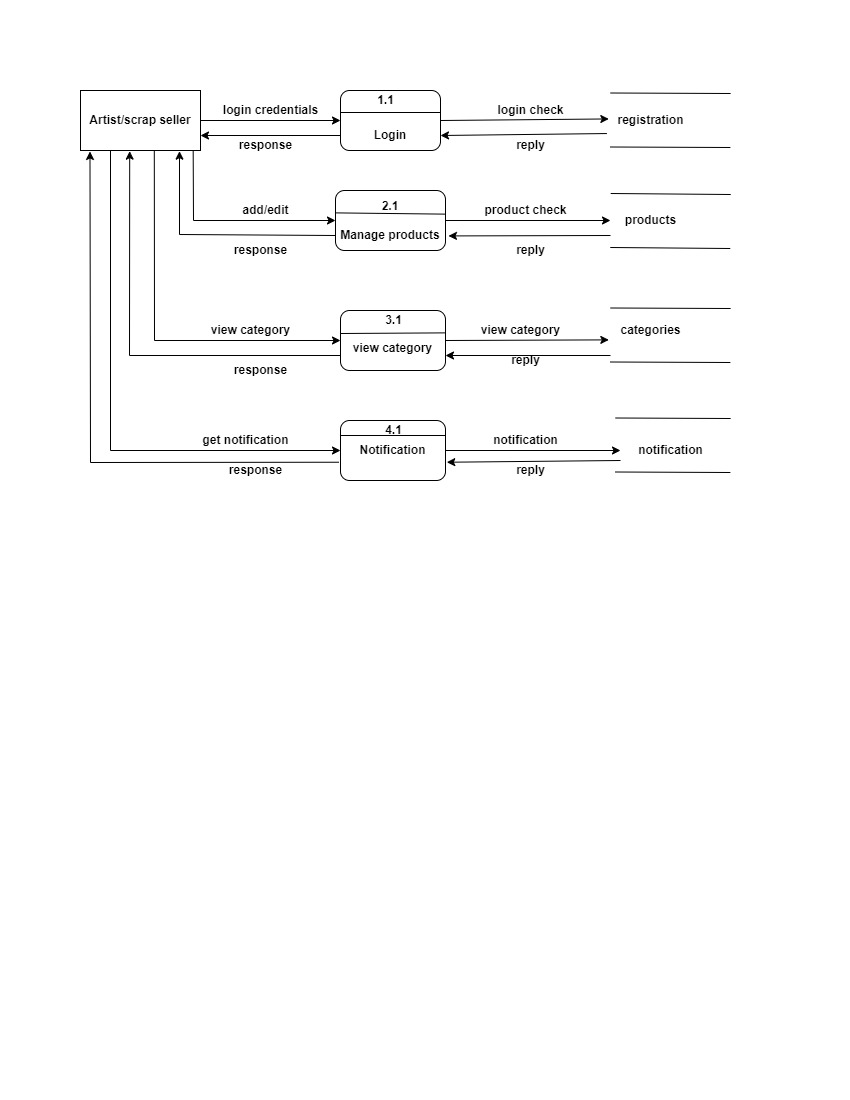 1.1
login credentials
login check
Artist/scrap seller
registration
Login
response
reply
2.1
add/edit
product check
products
Manage products
response
reply
3.1
view category
view category
categories
view category
reply
response
4.1
get notification
notification
Notification
notification
response
reply